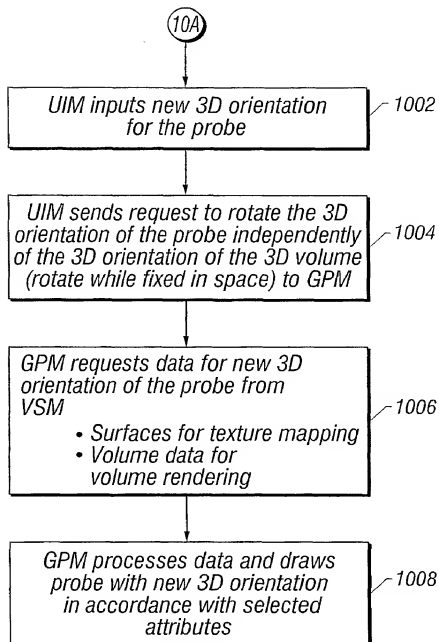 10A
UIM inputs new 3D orientation
for the probe
1002
UIM sends request to rotate the 3D
orientation of the probe independently
of the 3D orientation of the 3D volume
(rotate while fixed in space) to GPM
1004
GPM requests data for new 3D
orientation of the probe from
VSM
• Surfaces for texture mapping
• Volume data for
volume rendering
1006
GPM processes data and draws
probe with new 3D orientation
in accordance with selected
attributes
1008